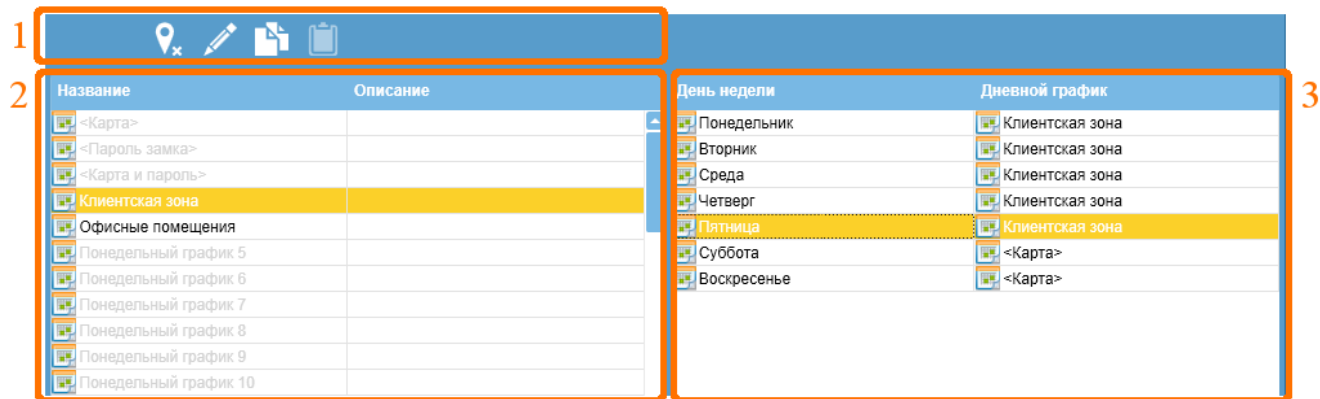 1
2
Название Описание
<Карта>
<Пароль замка>
<Карта и пароль>
Клиентская зона
Офисные помещения
Понедельный график 5
Понедельный график 6
Понедельный график 7
Понедельный график 8
Понедельный график 9
Понедельный график 10
День недели Дневной график
3
Понедельник Клиентская зона
Вторник Клиентская зона
Среда Клиентская зона
Четверг Клиентская зона
Пятница Клиентская зона
Суббота <Карта>
Воскресенье <Карта>